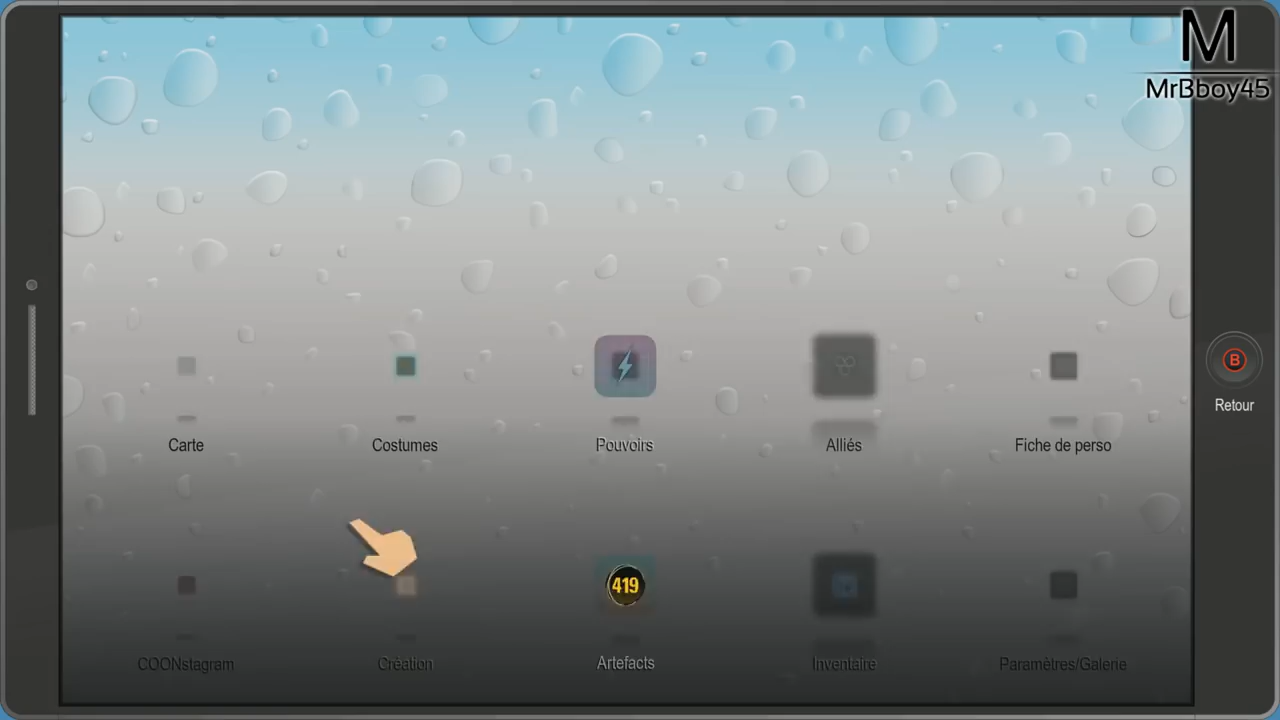 M
MrBboy45
Carte
Costumes
Pouvoirs
Alliés
Fiche de perso
B
Retour
419
COONstagram
Création
Artefacts
Inventaire
Paramètres/Galerie